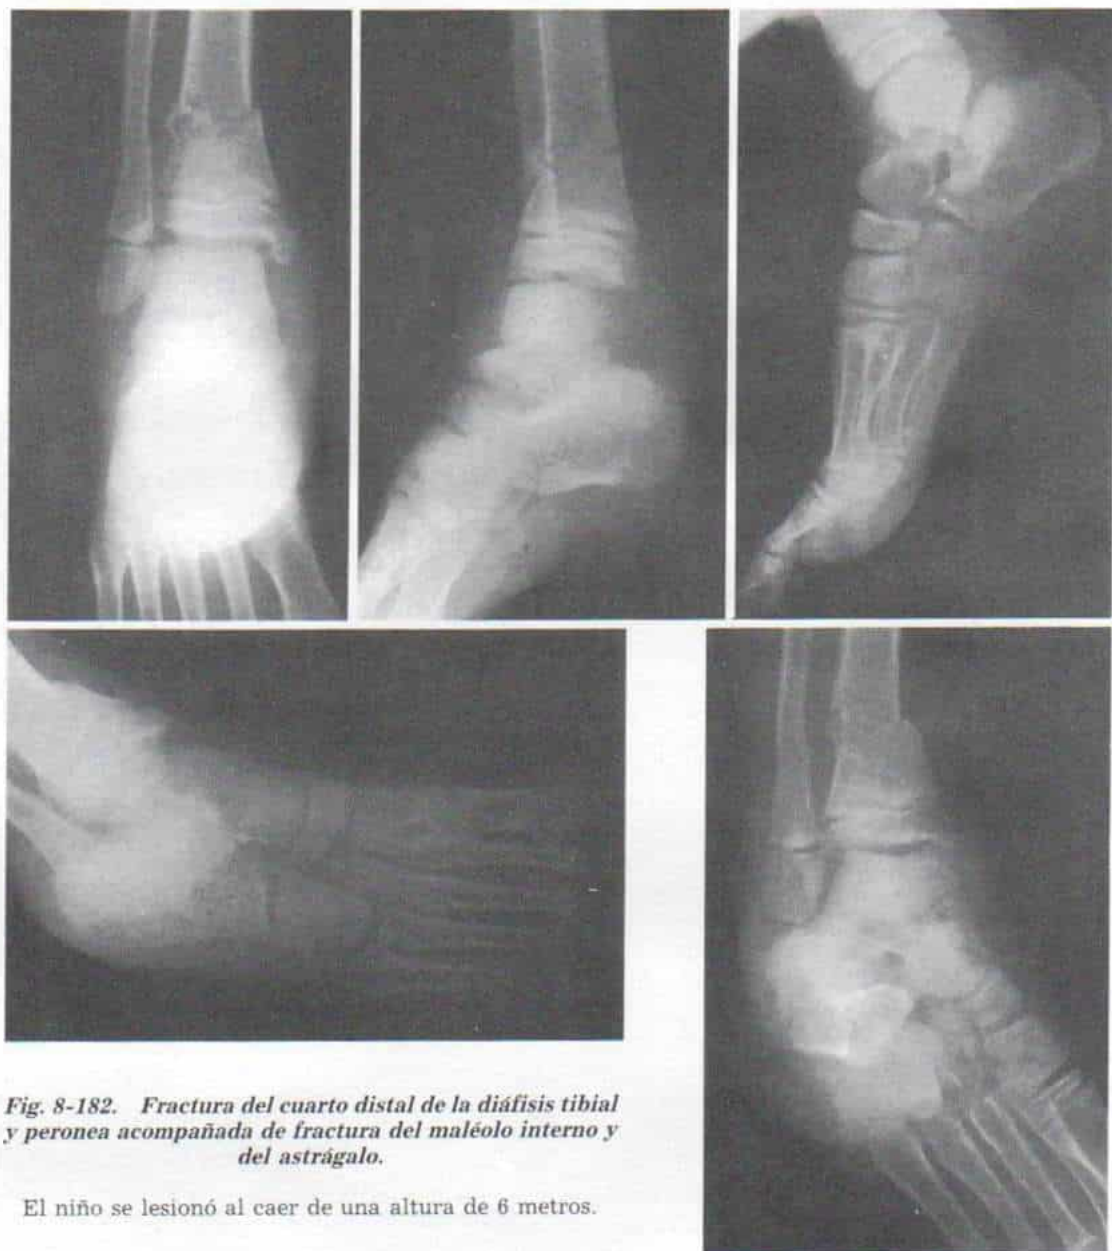 Fig. 8-182. Fractura del cuarto distal de la diáfisis tibial
y peronea acompañada de fractura del maléolo interno y
del astrágalo.
El niño se lesionó al caer de una altura de 6 metros.